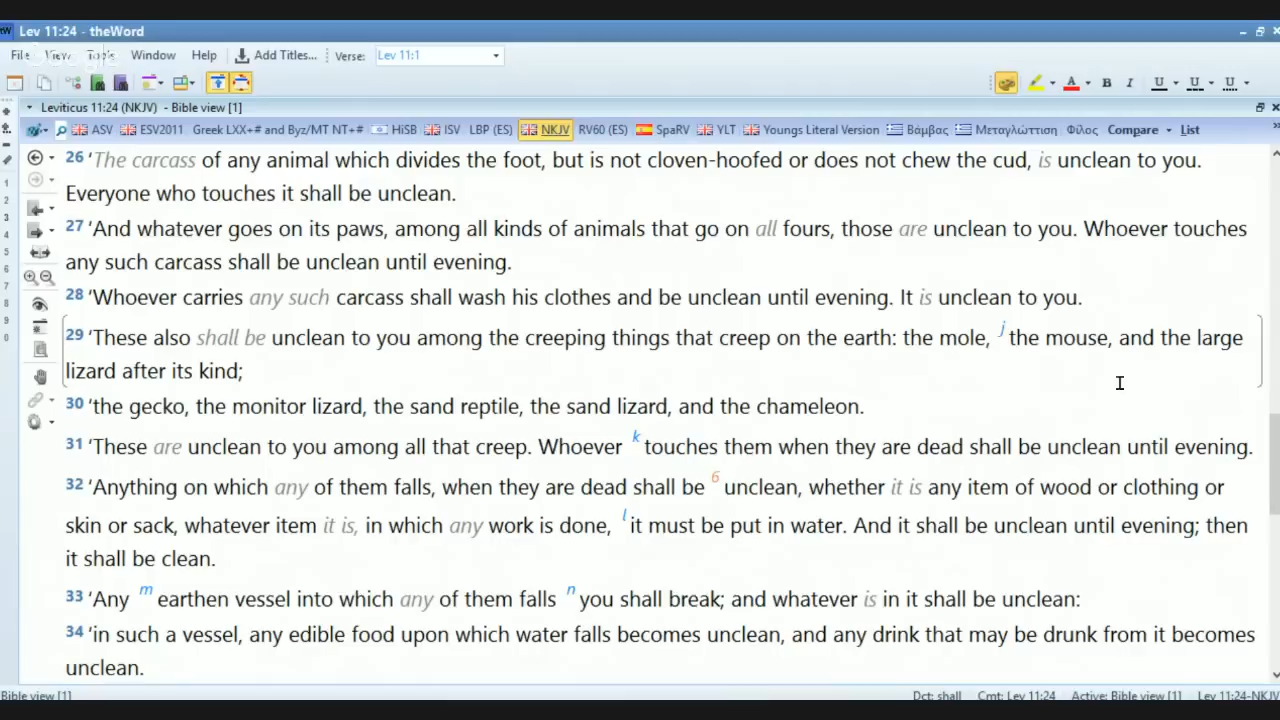 Lev 11:24 - theWord
File View Tools Window Help Add Titles... Verse: Lev 11:1
Leviticus 11:24 (NKJV) - Bible view [1]
ASV ESV2011 Greek LXX+# and Byz/MT NT+# HiSB ISV LBP (ES) NKJV RV60 (ES) SpaRV YLT Youngs Literal Version Βάμβας Μεταγλώττιση Φίλος Compare List
26 ‘The carcass of any animal which divides the foot, but is not cloven-hoofed or does not chew the cud, is unclean to you.
Everyone who touches it shall be unclean.
27 ‘And whatever goes on its paws, among all kinds of animals that go on all fours, those are unclean to you. Whoever touches
any such carcass shall be unclean until evening.
28 ‘Whoever carries any such carcass shall wash his clothes and be unclean until evening. It is unclean to you.
29 ‘These also shall be unclean to you among the creeping things that creep on the earth: the mole, j the mouse, and the large
lizard after its kind;
30 ‘the gecko, the monitor lizard, the sand reptile, the sand lizard, and the chameleon.
31 ‘These are unclean to you among all that creep. Whoever k touches them when they are dead shall be unclean until evening.
32 ‘Anything on which any of them falls, when they are dead shall be 6 unclean, whether it is any item of wood or clothing or
skin or sack, whatever item it is, in which any work is done, l it must be put in water. And it shall be unclean until evening; then
it shall be clean.
33 ‘Any m earthen vessel into which any of them falls n you shall break; and whatever is in it shall be unclean:
34 ‘in such a vessel, any edible food upon which water falls becomes unclean, and any drink that may be drunk from it becomes
unclean.
Bible view [1] Dct: shall Cmt: Lev 11:24 Active: Bible view [1] Lev 11:24-NKJV